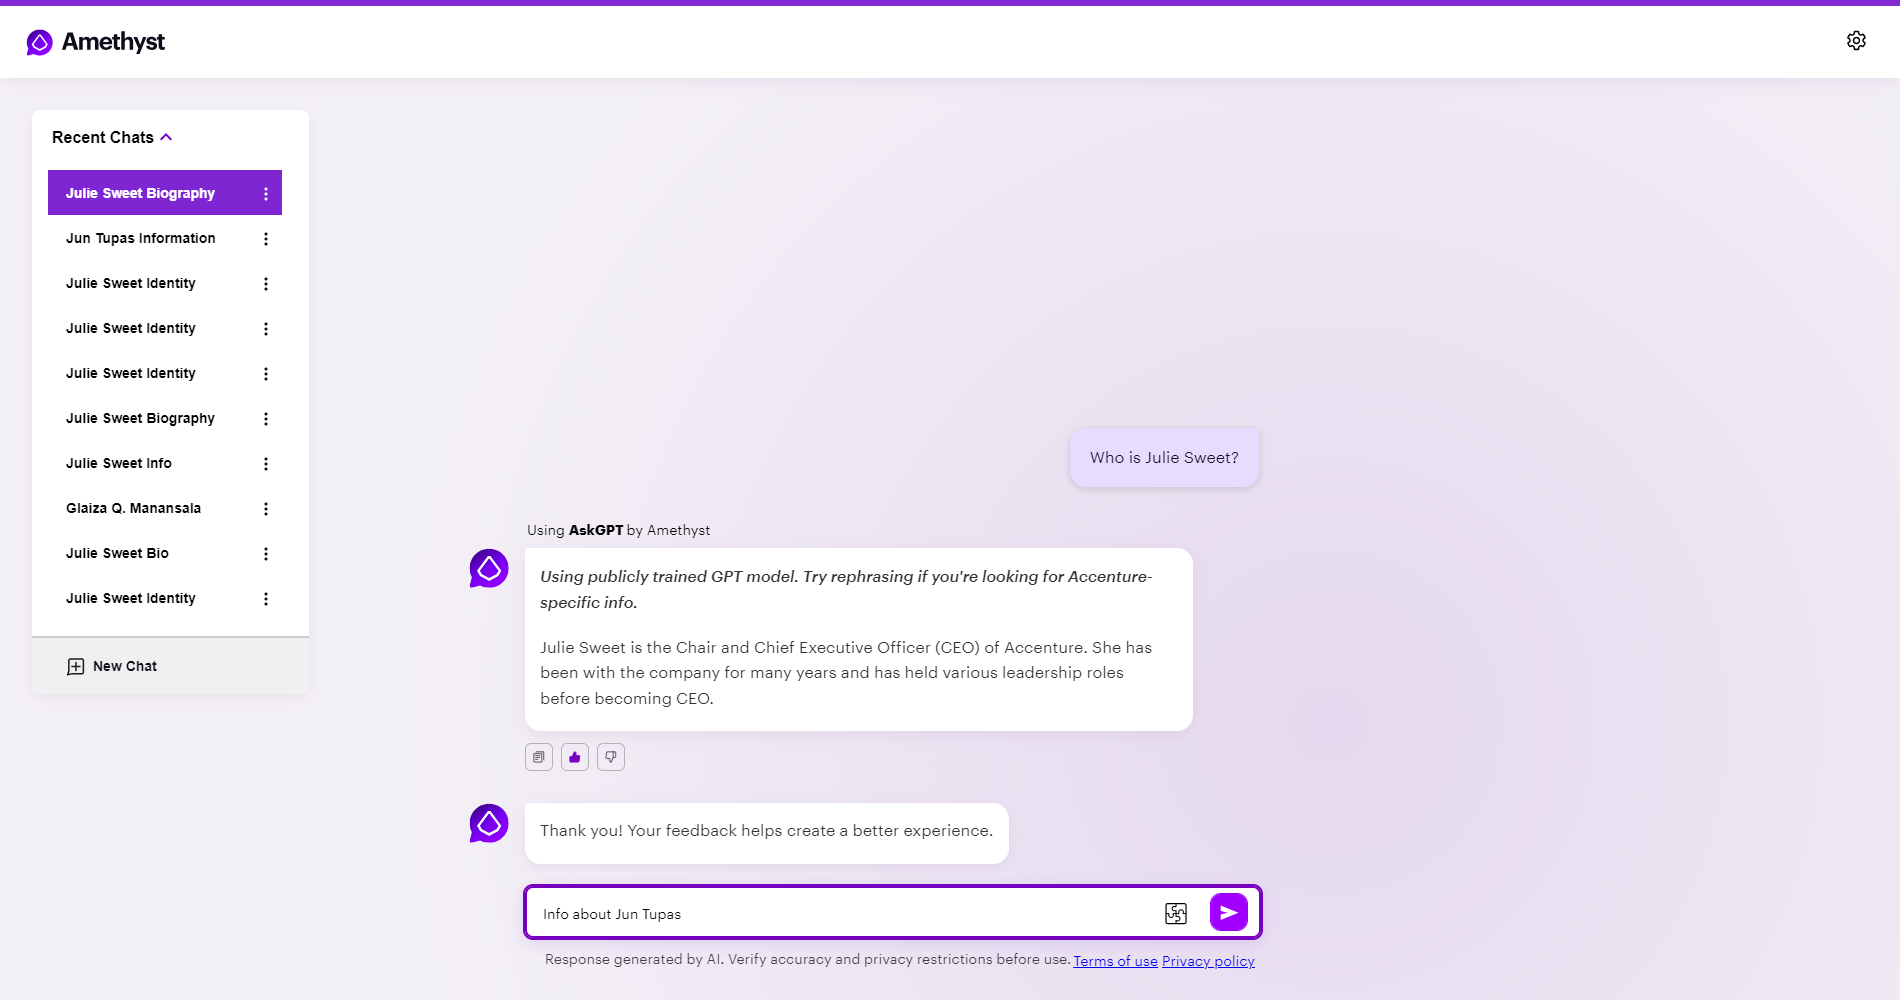 Amethyst
Recent Chats
Julie Sweet Biography
Jun Tupas Information
Julie Sweet Identity
Julie Sweet Identity
Julie Sweet Identity
Julie Sweet Biography
Julie Sweet Info
Glaiza Q. Manansala
Julie Sweet Bio
Julie Sweet Identity
New Chat
Who is Julie Sweet?
Using AskGPT by Amethyst
Using publicly trained GPT model. Try rephrasing if you're looking for Accenture-
specific info.
Julie Sweet is the Chair and Chief Executive Officer (CEO) of Accenture. She has
been with the company for many years and has held various leadership roles
before becoming CEO.
Thank you! Your feedback helps create a better experience.
Info about Jun Tupas
Response generated by AI. Verify accuracy and privacy restrictions before use. Terms of use Privacy policy